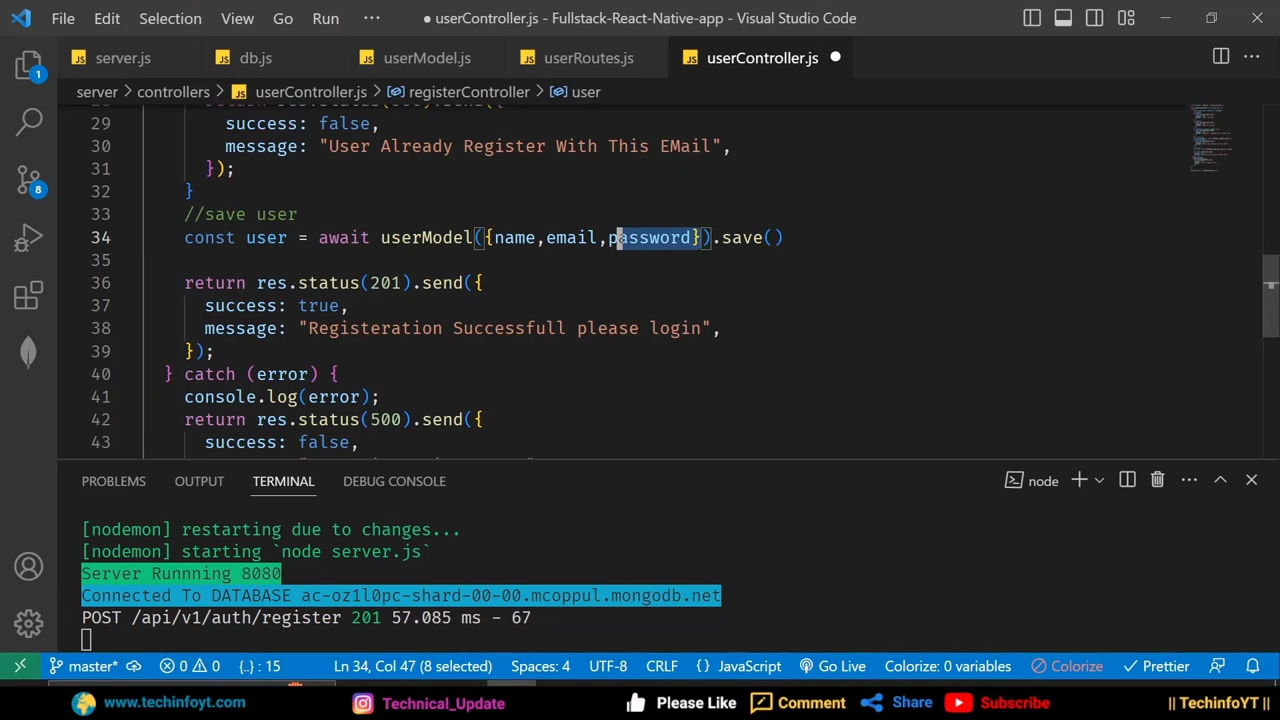 File Edit Selection View Go Run ··· ● userController.js - Fullstack-React-Native-app - Visual Studio Code
JS server.js JS db.js JS userModel.js JS userRoutes.js JS userController.js ●
server > controllers > JS userController.js > registerController > user
29 success: false,
30 message: "User Already Register With This EMail",
31 });
32 }
33 //save user
34 const user = await userModel({name,email,password}).save()
35
36 return res.status(201).send({
37 success: true,
38 message: "Registeration Successfull please login",
39 });
40 } catch (error) {
41 console.log(error);
42 return res.status(500).send({
43 success: false,
1
8
PROBLEMS OUTPUT TERMINAL DEBUG CONSOLE node
[nodemon] restarting due to changes...
[nodemon] starting `node server.js`
Server Runnning 8080
Connected To DATABASE ac-oz1l0pc-shard-00-00.mcoppul.mongodb.net
POST /api/v1/auth/register 201 57.085 ms - 67
master* 0 0 {..} : 15 Ln 34, Col 47 (8 selected) Spaces: 4 UTF-8 CRLF {} JavaScript Go Live Colorize: 0 variables Colorize Prettier
www.techinfoyt.com Technical_Update Please Like Comment Share Subscribe || TechinfoYT ||